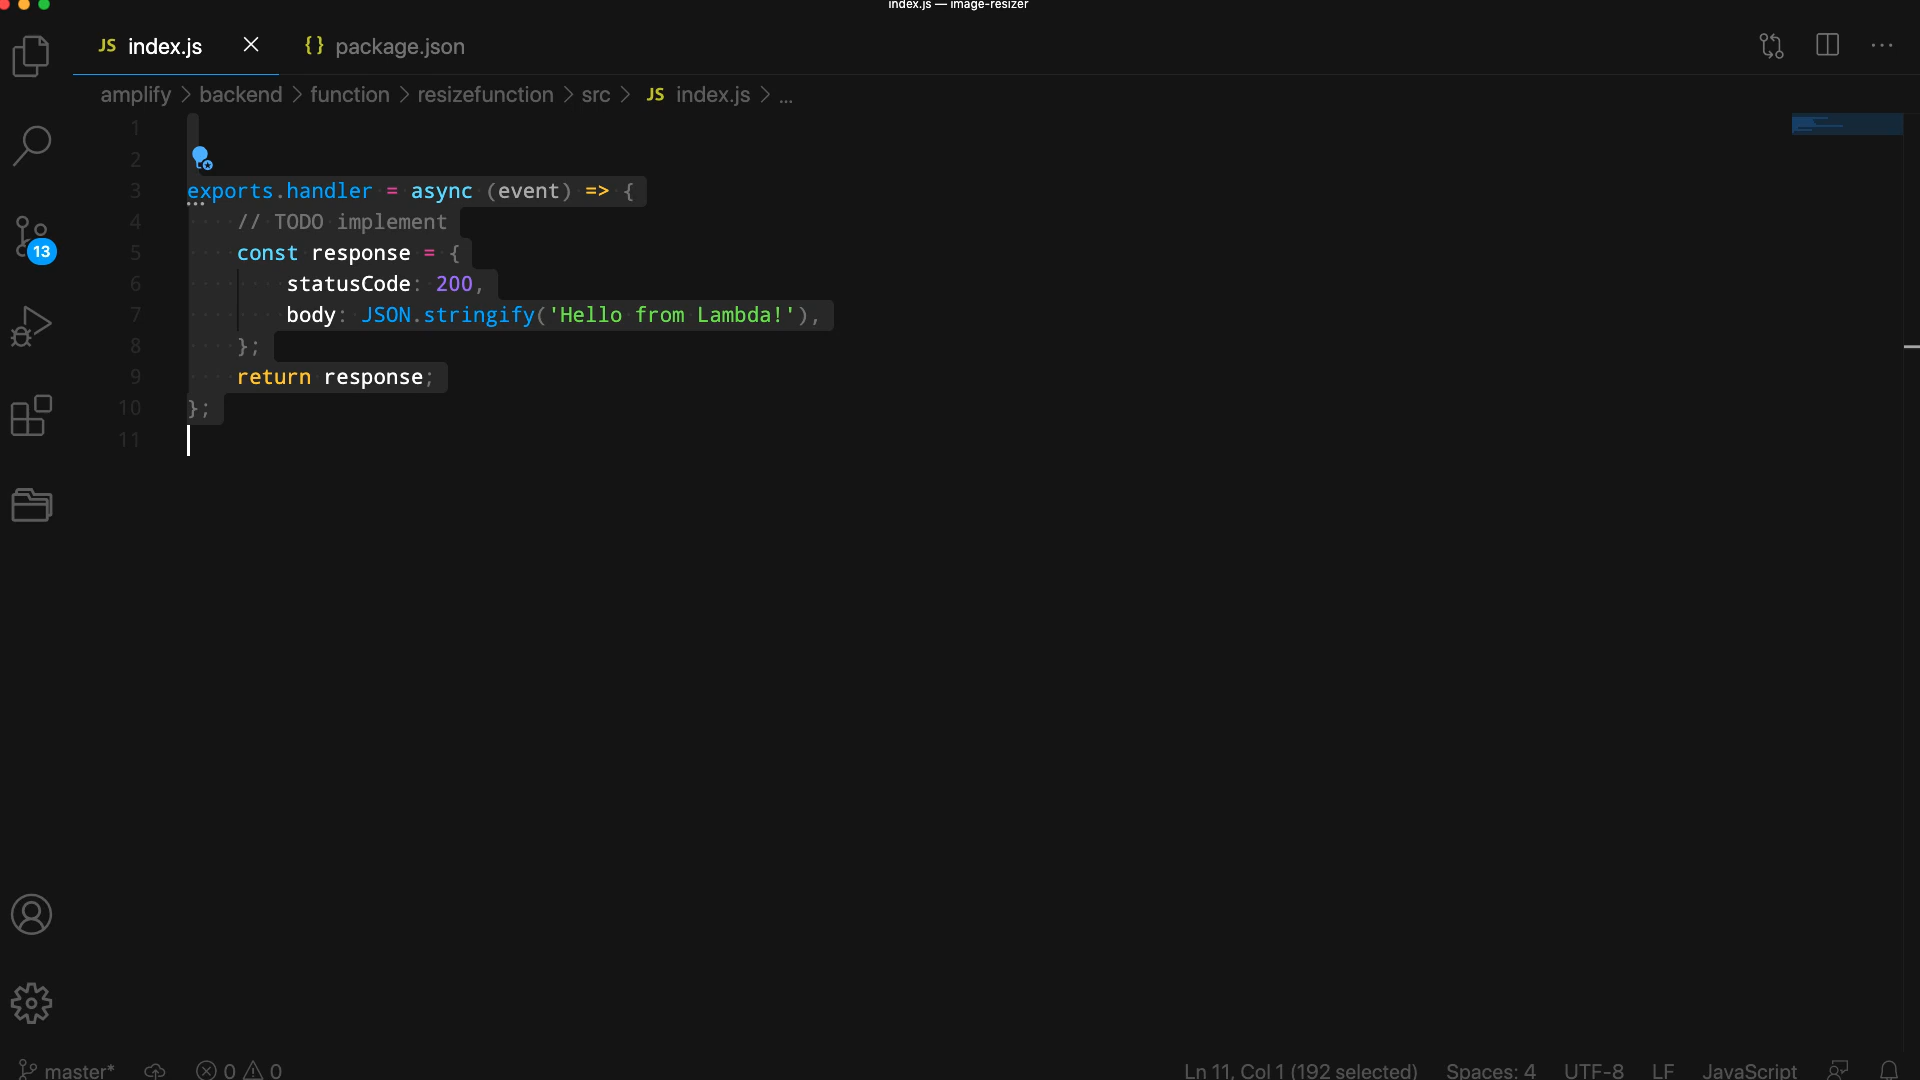 index.js — image-resizer
JS index.js {} package.json
amplify > backend > function > resizefunction > src > JS index.js > ...
1
2
3 exports.handler = async (event) => {
4 // TODO implement
5 const response = {
6 statusCode: 200,
7 body: JSON.stringify('Hello from Lambda!'),
8 };
9 return response;
10 };
11
13
master* 0 0 Ln 11, Col 1 (192 selected) Spaces: 4 UTF-8 LF JavaScript